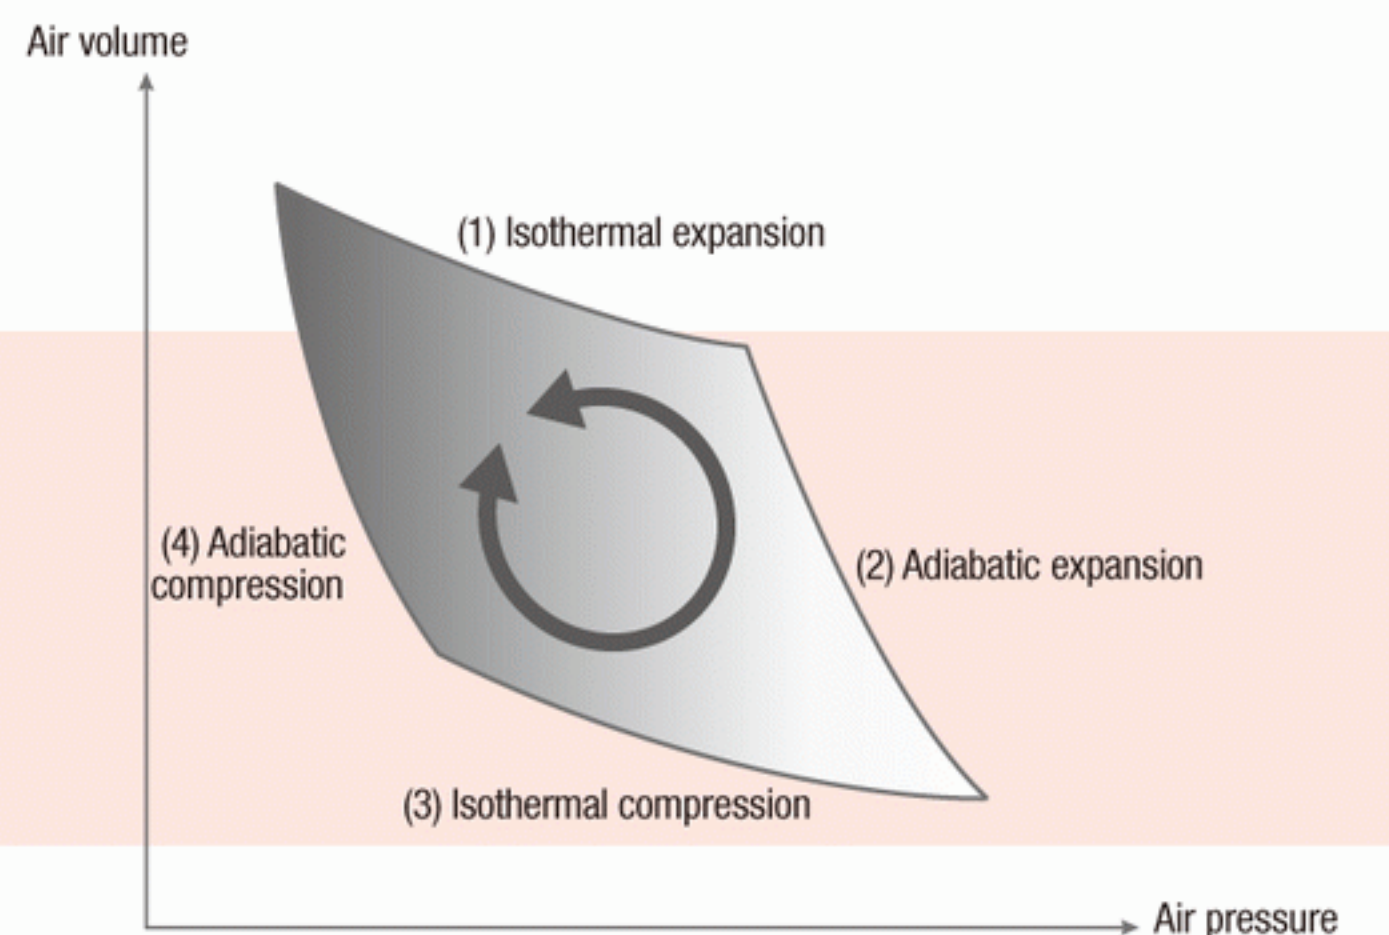 Air volume
(1) Isothermal expansion
(4) Adiabatic
compression
(2) Adiabatic expansion
(3) Isothermal compression
Air pressure